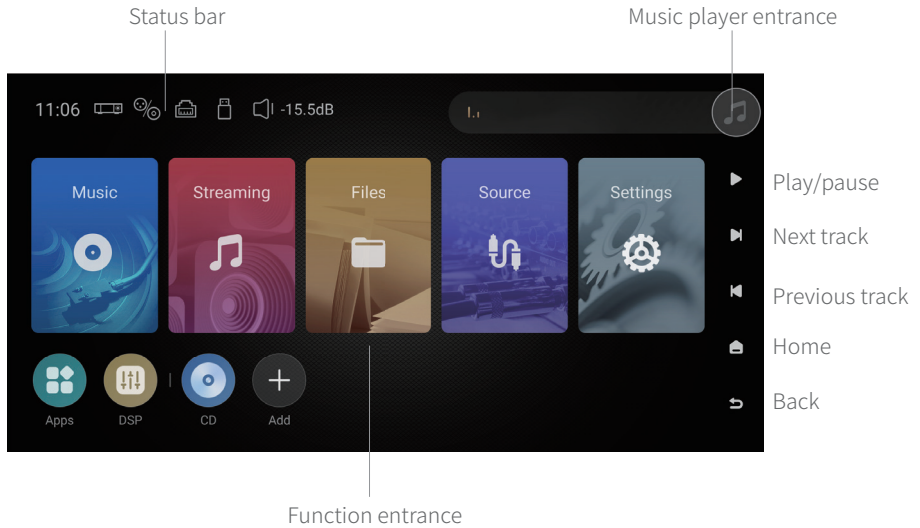 Status bar
Music player entrance
11:06
-15.5dB
Music
Streaming
Files
Source
Settings
Play/pause
Next track
Previous track
Home
Back
Apps
DSP
CD
Add
Function entrance